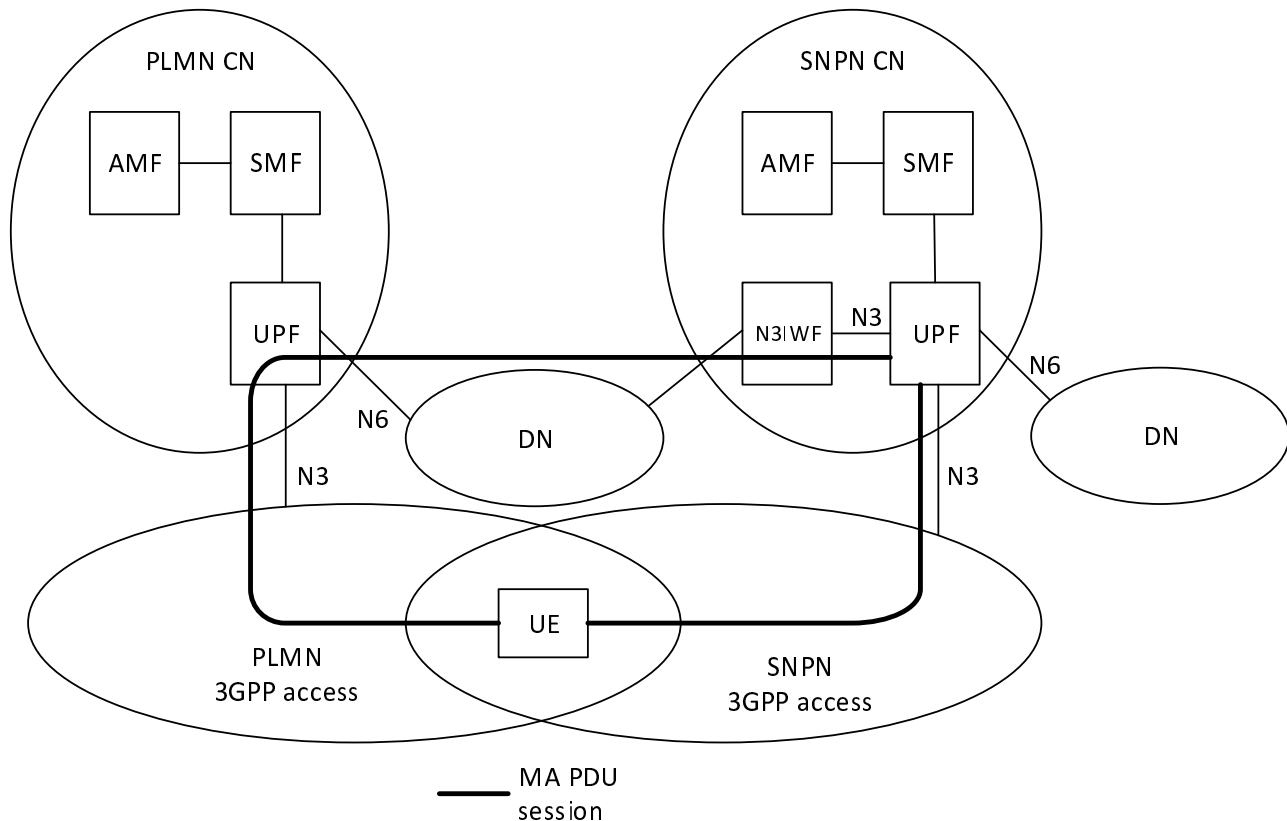 PLMN CN
SNPN CN
AMF
SMF
AMF
SMF
UPF
N3IWF
N3
UPF
N6
DN
N6
DN
N3
N3
UE
PLMN
3GPP access
SNPN
3GPP access
MA PDU
session